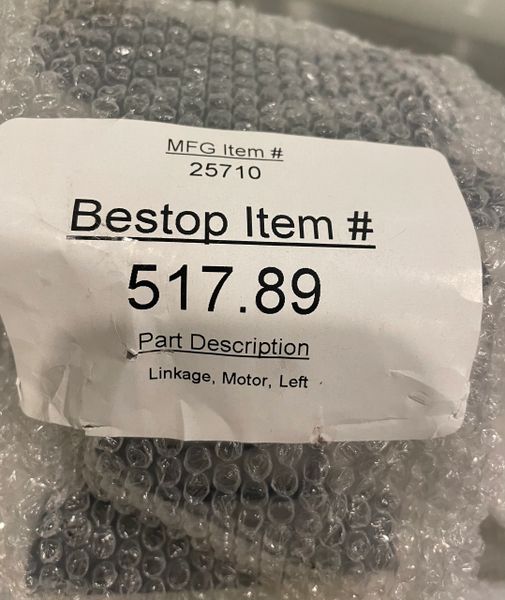 MFG Item #
25710
Bestop Item #
517.89
Part Description
Linkage, Motor, Left